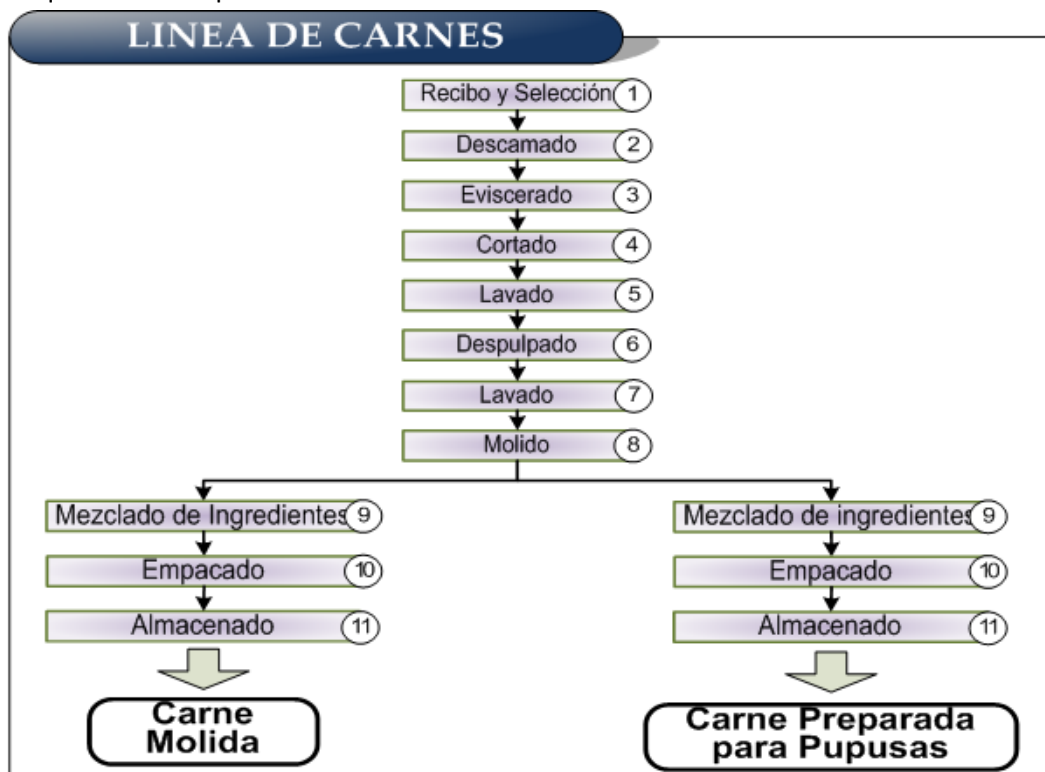 LINEA DE CARNES
Recibo y Selección 1
Descamado 2
Eviscerado 3
Cortado 4
Lavado 5
Despulpado 6
Lavado 7
Molido 8
Mezclado de Ingredientes 9
Empacado 10
Almacenado 11
Carne
Molida
Mezclado de ingredientes 9
Empacado 10
Almacenado 11
Carne Preparada
para Pupusas